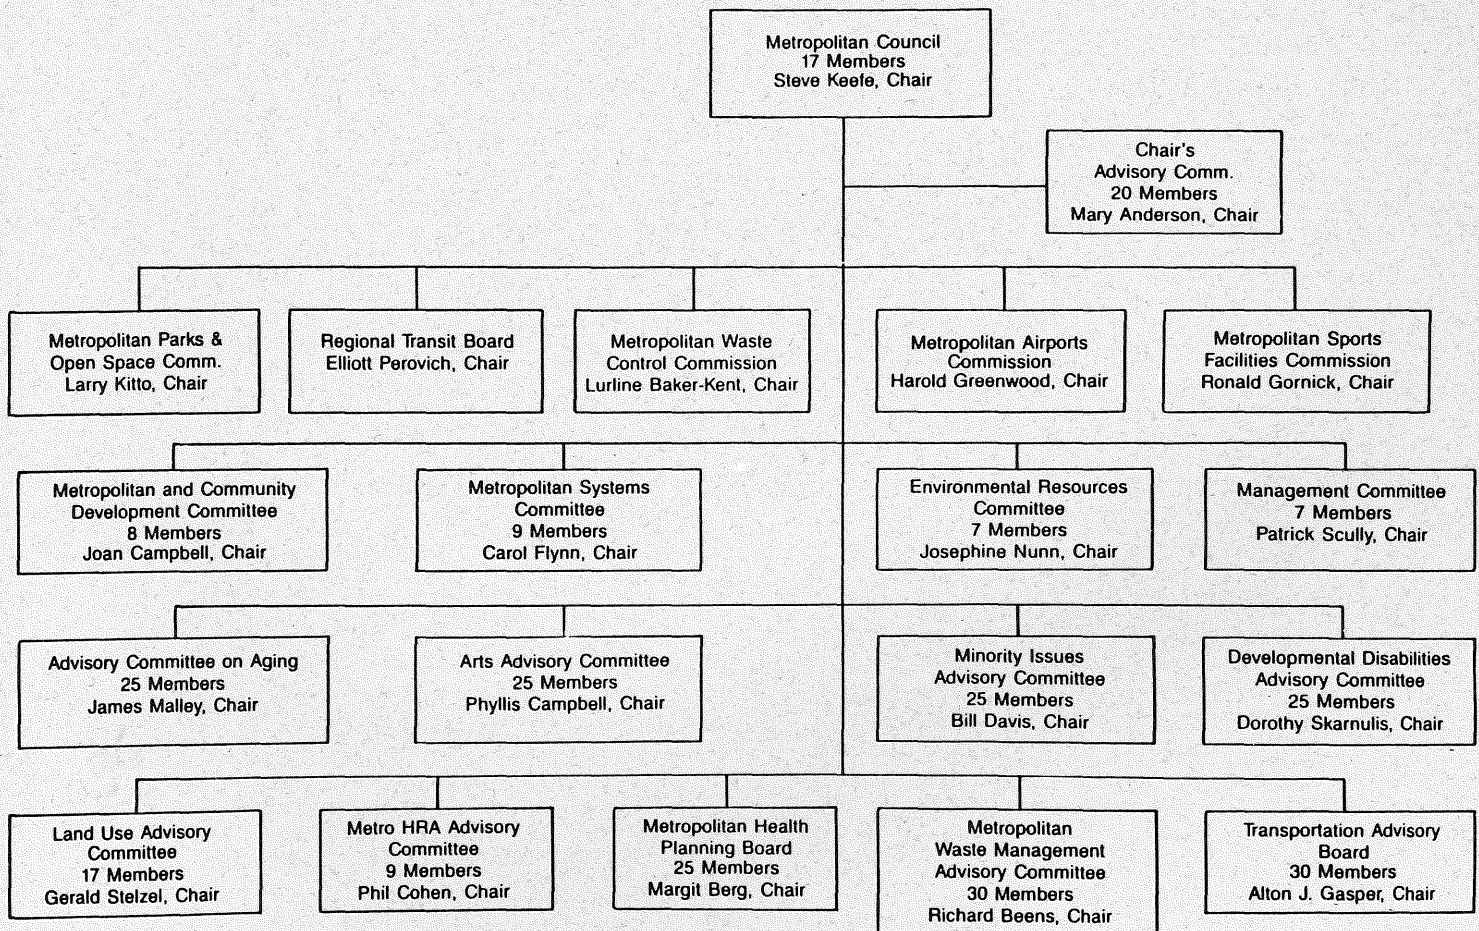 Metropolitan Council
17 Members
Steve Keefe, Chair
Chair's
Advisory Comm.
20 Members
Mary Anderson, Chair
Metropolitan Parks &
Open Space Comm.
Larry Kitto, Chair
Regional Transit Board
Elliott Perovich, Chair
Metropolitan Waste
Control Commission
Lurline Baker-Kent, Chair
Metropolitan Airports
Commission
Harold Greenwood, Chair
Metropolitan Sports
Facilities Commission
Ronald Gornick, Chair
Metropolitan and Community
Development Committee
8 Members
Joan Campbell, Chair
Metropolitan Systems
Committee
9 Members
Carol Flynn, Chair
Environmental Resources
Committee
7 Members
Josephine Nunn, Chair
Management Committee
7 Members
Patrick Scully, Chair
Advisory Committee on Aging
25 Members
James Malley, Chair
Arts Advisory Committee
25 Members
Phyllis Campbell, Chair
Minority Issues
Advisory Committee
25 Members
Bill Davis, Chair
Developmental Disabilities
Advisory Committee
25 Members
Dorothy Skarnulis, Chair
Land Use Advisory
Committee
17 Members
Gerald Stelzel, Chair
Metro HRA Advisory
Committee
9 Members
Phil Cohen, Chair
Metropolitan Health
Planning Board
25 Members
Margit Berg, Chair
Metropolitan
Waste Management
Advisory Committee
30 Members
Richard Beens, Chair
Transportation Advisory
Board
30 Members
Alton J. Gasper, Chair